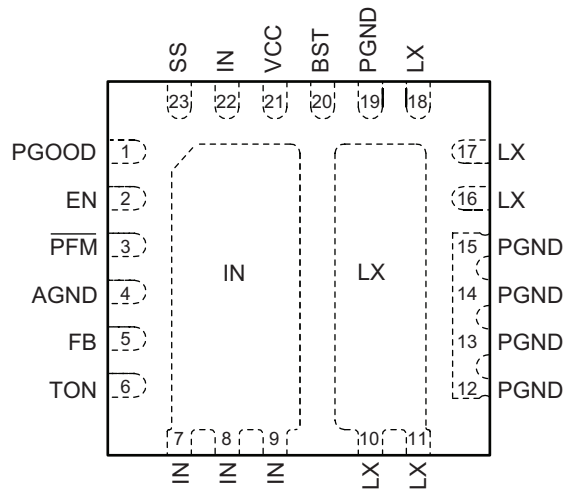 SS
IN
VCC
BST
PGND
LX
23
22
21
20
19
18
PGOOD 1
EN 2
P̅F̅M̅ 3
AGND 4
FB 5
TON 6
IN
LX
17 LX
16 LX
15 PGND
14 PGND
13 PGND
12 PGND
7
8
9
10
11
IN
IN
IN
LX
LX